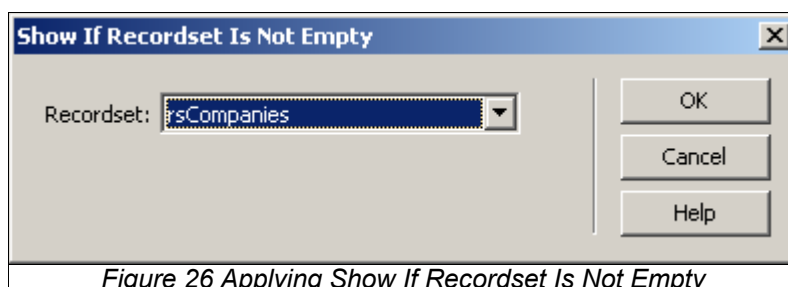 Show If Recordset Is Not Empty
Recordset: rsCompanies
OK
Cancel
Help
Figure 26 Applying Show If Recordset Is Not Empty